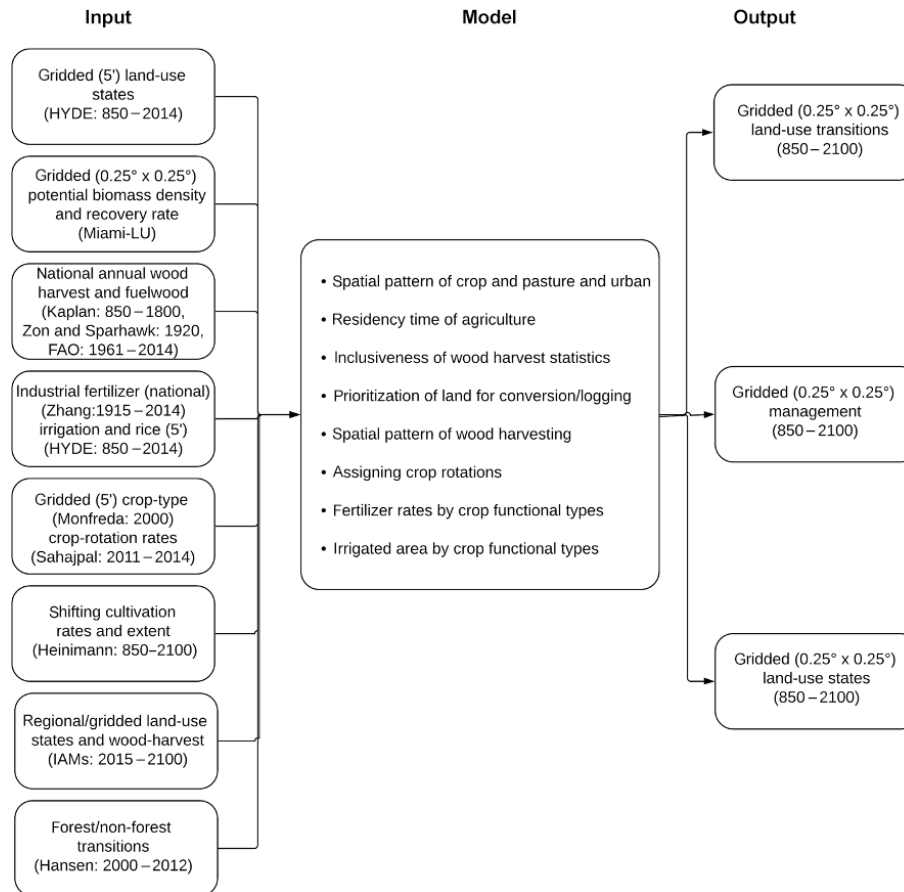 Input
Model
Output
Gridded (5') land-use
states
(HYDE: 850 – 2014)
Gridded (0.25° x 0.25°)
potential biomass density
and recovery rate
(Miami-LU)
National annual wood
harvest and fuelwood
(Kaplan: 850 – 1800,
Zon and Sparhawk: 1920,
FAO: 1961 – 2014)
Industrial fertilizer (national)
(Zhang:1915 – 2014)
irrigation and rice (5')
(HYDE: 850 – 2014)
Gridded (5') crop-type
(Monfreda: 2000)
crop-rotation rates
(Sahajpal: 2011 – 2014)
Shifting cultivation
rates and extent
(Heinimann: 850–2100)
Regional/gridded land-use
states and wood-harvest
(IAMs: 2015 – 2100)
Forest/non-forest
transitions
(Hansen: 2000 – 2012)
• Spatial pattern of crop and pasture and urban
• Residency time of agriculture
• Inclusiveness of wood harvest statistics
• Prioritization of land for conversion/logging
• Spatial pattern of wood harvesting
• Assigning crop rotations
• Fertilizer rates by crop functional types
• Irrigated area by crop functional types
Gridded (0.25° x 0.25°)
land-use transitions
(850 – 2100)
Gridded (0.25° x 0.25°)
management
(850 – 2100)
Gridded (0.25° x 0.25°)
land-use states
(850 – 2100)